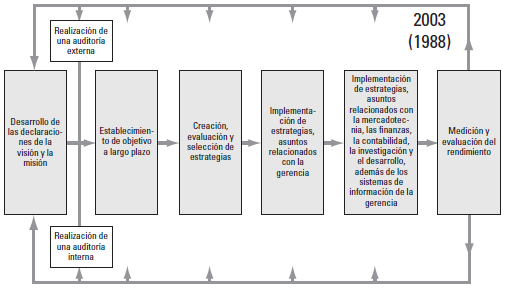 2003
(1988)
Realización de
una auditoría
externa
Desarrollo de
las declaracio-
nes de la
visión y la
misión
Establecimien-
to de objetivo
a largo plazo
Creación,
evaluación y
selección de
estrategias
Implementa-
ción de
estrategias,
asuntos
relacionados
con la
gerencia
Implementación
de estrategias,
asuntos
relacionados con
la mercadotec-
nia, las finanzas,
la contabilidad,
la investigación y
el desarrollo,
además de los
sistemas de
información de la
gerencia
Medición y
evaluación del
rendimiento
Realización de
una auditoría
interna